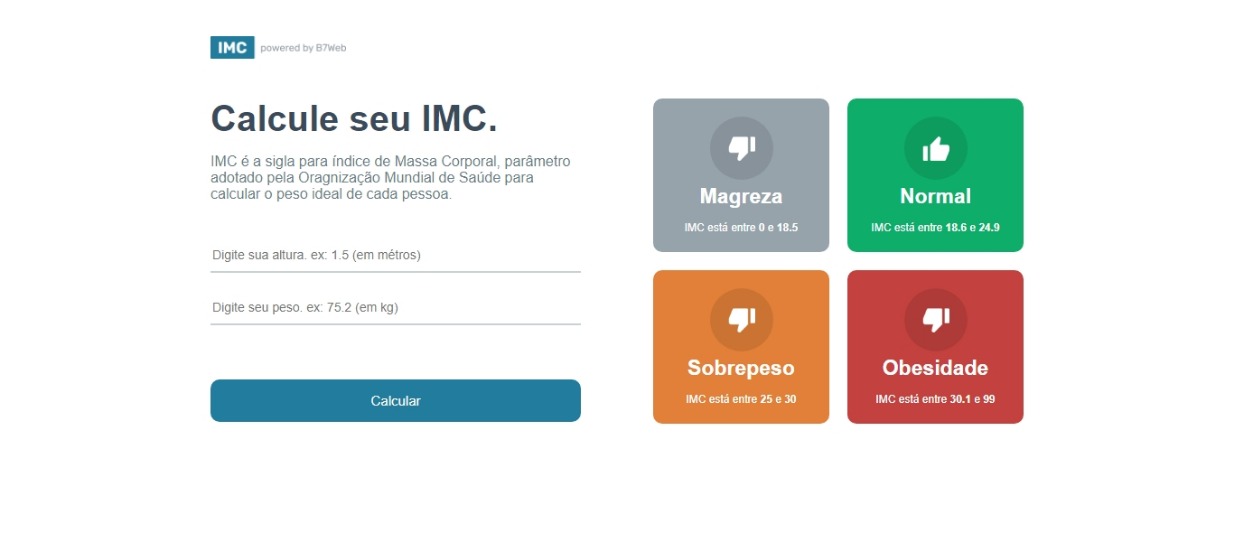 IMC powered by B7Web
Calcule seu IMC.
IMC é a sigla para índice de Massa Corporal, parâmetro
adotado pela Oragnização Mundial de Saúde para
calcular o peso ideal de cada pessoa.
Digite sua altura. ex: 1.5 (em métros)
Digite seu peso. ex: 75.2 (em kg)
Calcular
Magreza
IMC está entre 0 e 18.5
Normal
IMC está entre 18.6 e 24.9
Sobrepeso
IMC está entre 25 e 30
Obesidade
IMC está entre 30.1 e 99